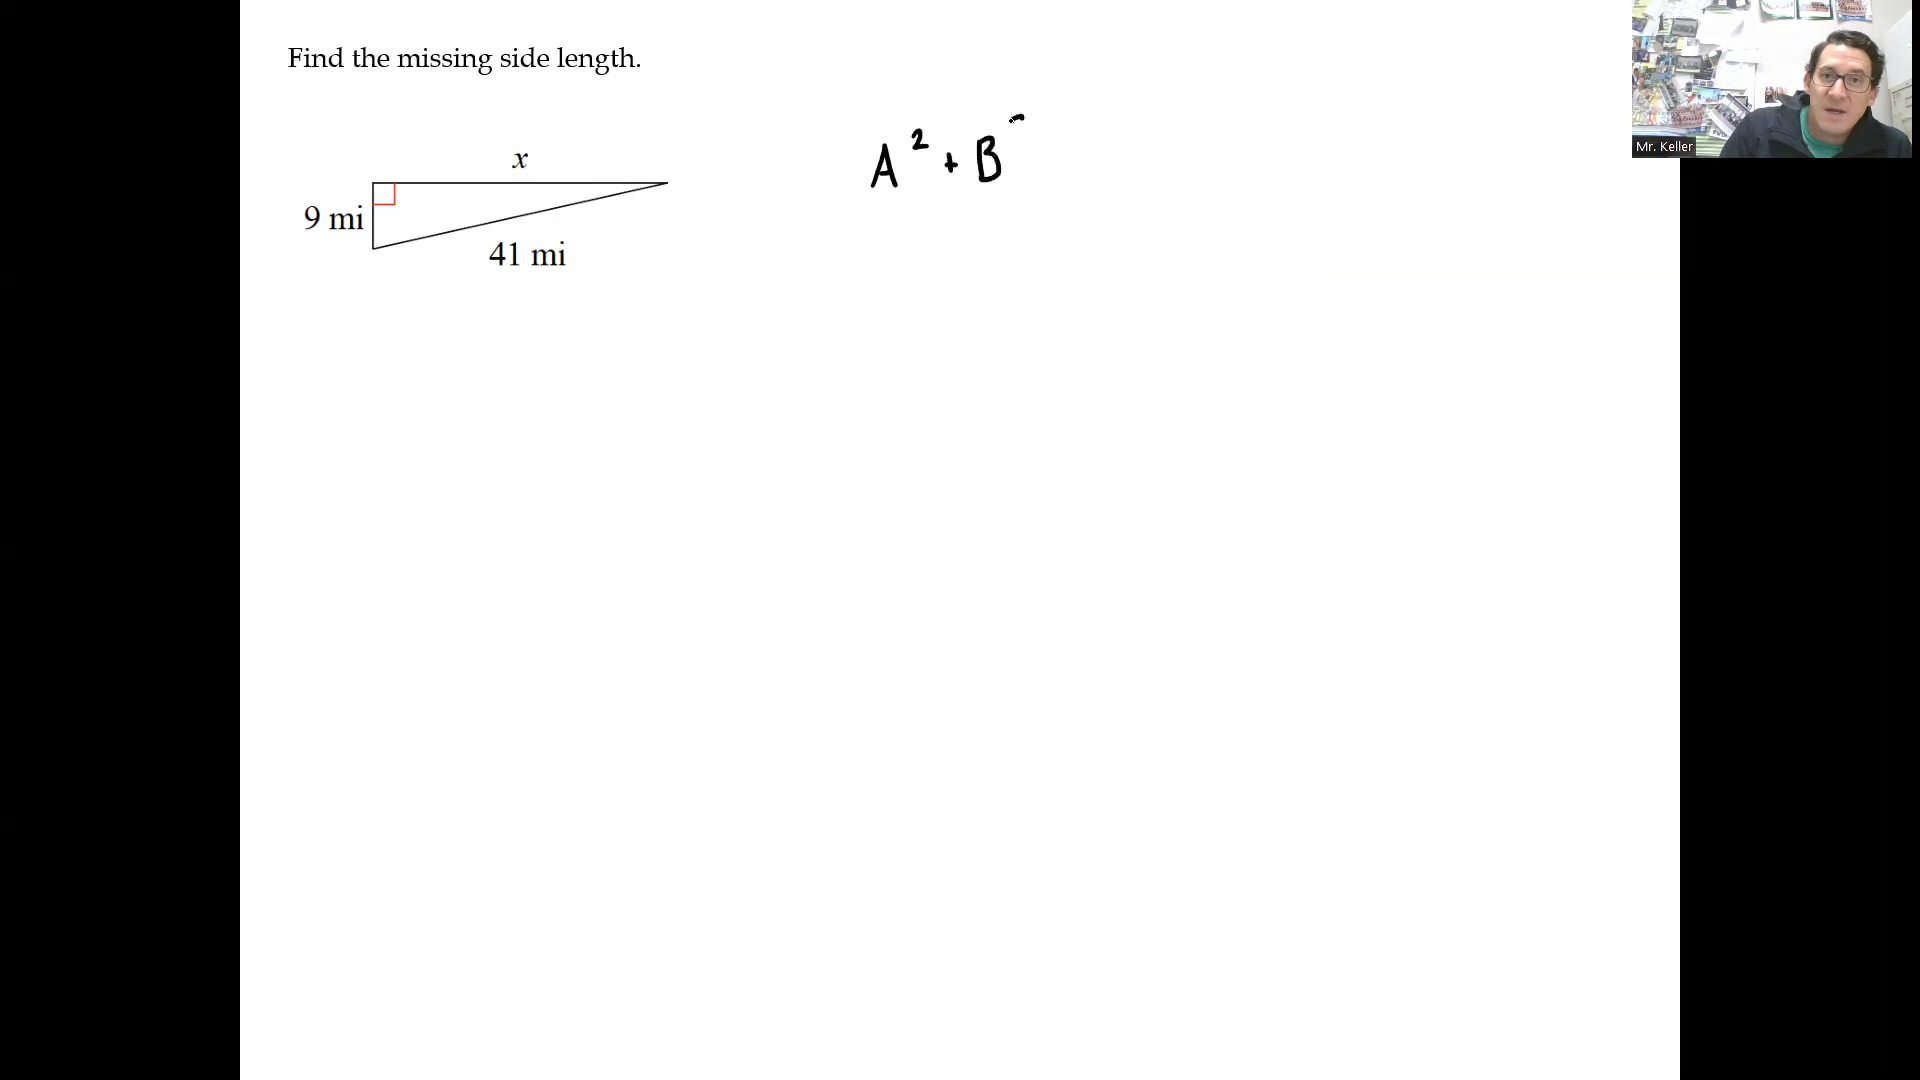 Find the missing side length.
x
9 mi
41 mi
A² + B
Mr. Keller